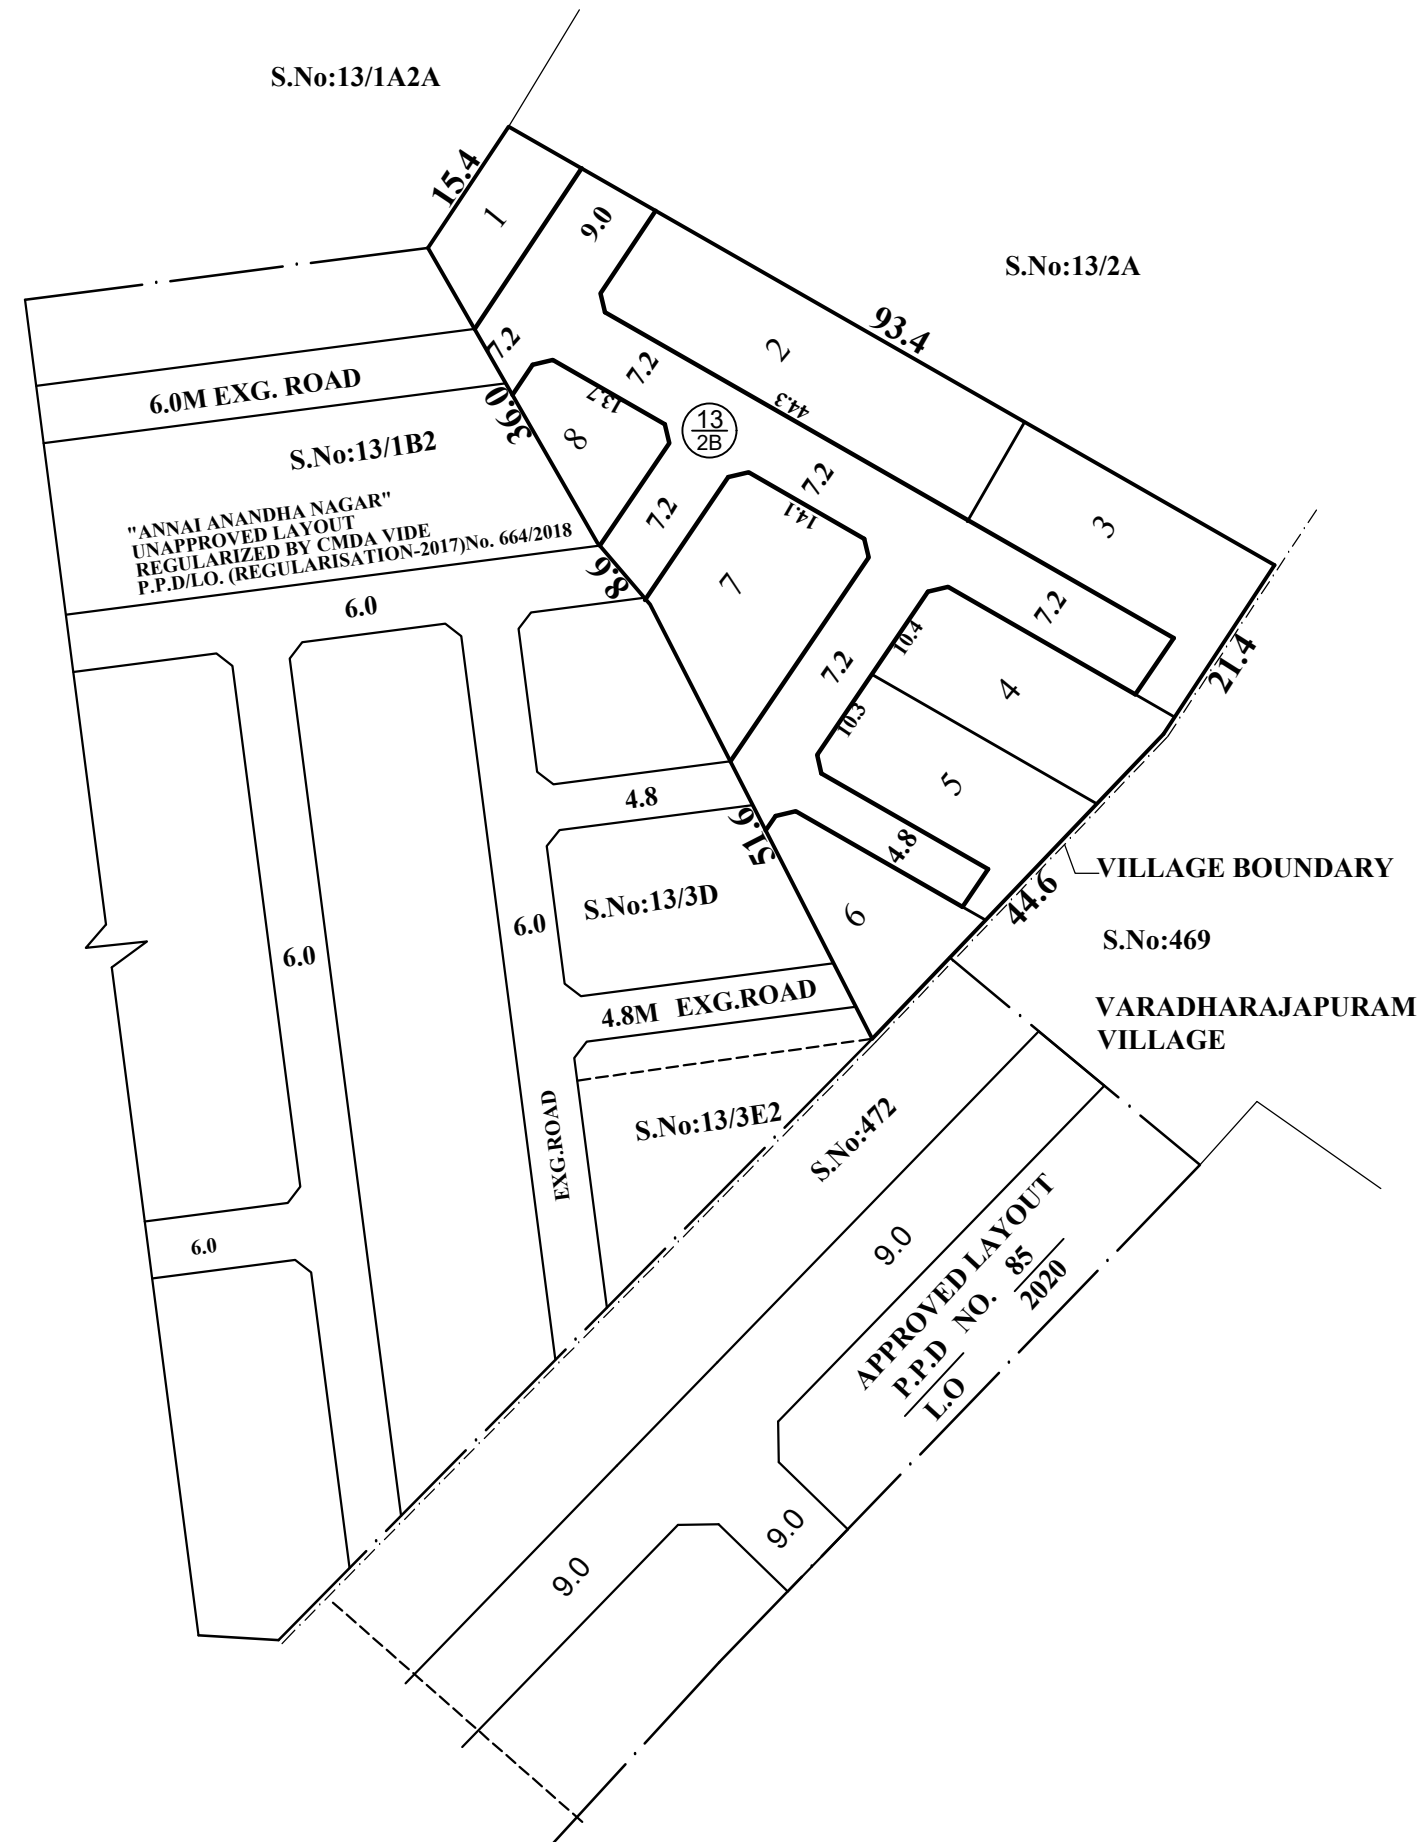 S.No:13/1A2A
15.4
1
9.0
S.No:13/2A
93.4
2
7.2
7.2
44.3
13.7
6.0M EXG. ROAD
36.0
8
13
2B
S.No:13/1B2
7.2
7.2
14.1
3
"ANNAI ANANDHA NAGAR"
UNAPPROVED LAYOUT
REGULARIZED BY CMDA VIDE
P.P.D/LO. (REGULARISATION-2017)No. 664/2018
8.6
7
6.0
7.2
10.4
7.2
21.4
4
10.3
5
4.8
51.6
4.8
VILLAGE BOUNDARY
44.6
S.No:13/3D
6
6.0
6.0
S.No:469
4.8M EXG.ROAD
VARADHARAJAPURAM
VILLAGE
S.No:13/3E2
S.No:472
EXG.ROAD
6.0
9.0
APPROVED LAYOUT
P.P.D NO. 85
L.O 2020
9.0
9.0